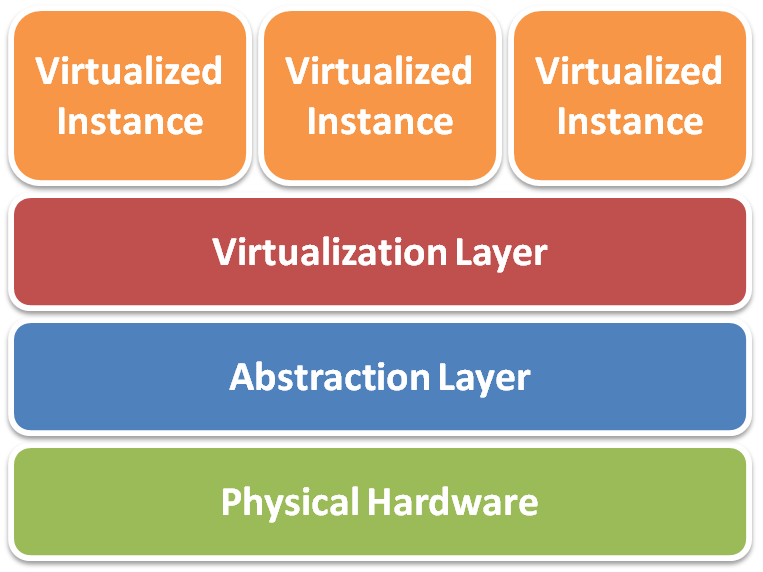 Virtualized
Instance
Virtualized
Instance
Virtualized
Instance
Virtualization Layer
Abstraction Layer
Physical Hardware